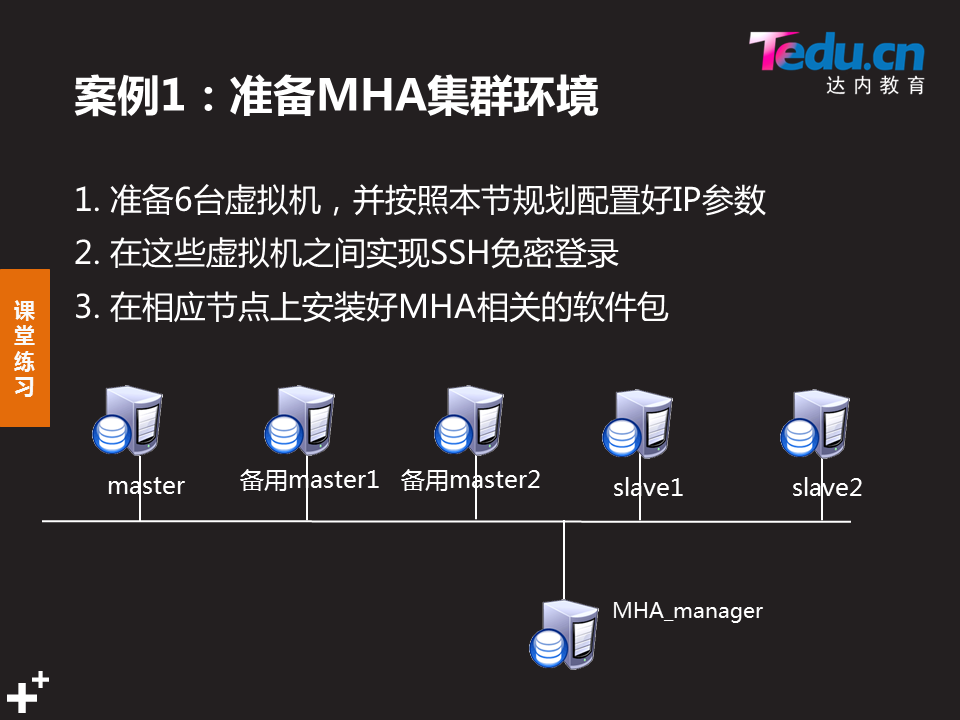 Tedu.cn
达内教育
案例1：准备MHA集群环境
1. 准备6台虚拟机，并按照本节规划配置好IP参数
2. 在这些虚拟机之间实现SSH免密登录
3. 在相应节点上安装好MHA相关的软件包
课
堂
练
习
master
备用master1
备用master2
slave1
slave2
MHA_manager